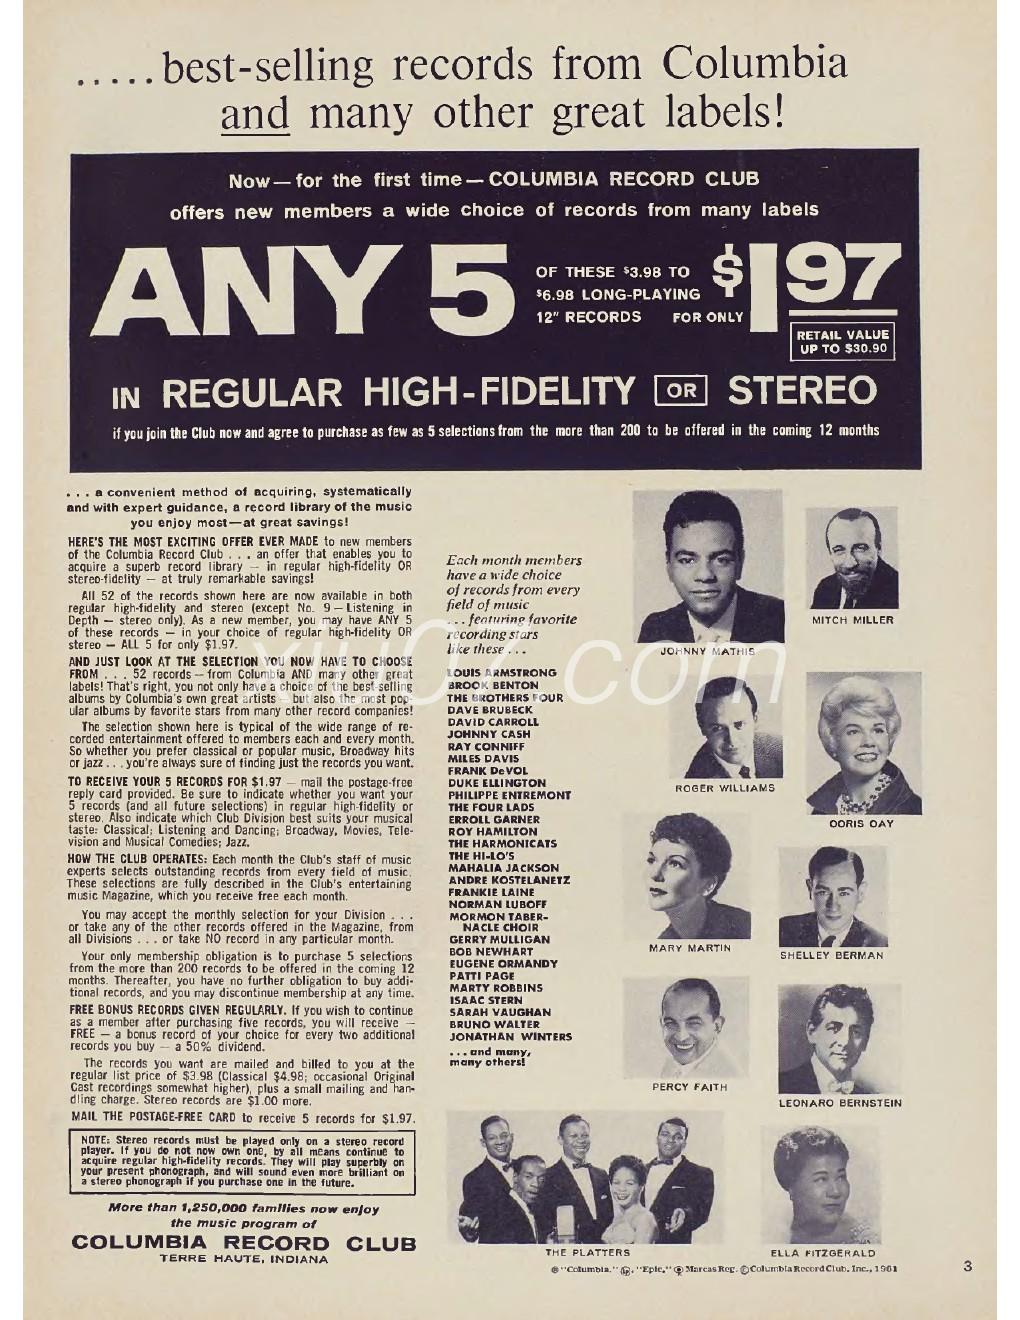 .....best-selling records from Columbia
and many other great labels!
Now—for the first time—COLUMBIA RECORD CLUB
offers new members a wide choice of records from many labels
ANY 5
OF THESE $3.98 TO
$6.98 LONG-PLAYING
12" RECORDS FOR ONLY
$1.97
RETAIL VALUE
UP TO $30.90
IN REGULAR HIGH-FIDELITY OR STEREO
if you join the Club now and agree to purchase as few as 5 selections from the more than 200 to be offered in the coming 12 months
. . . a convenient method of acquiring, systematically
and with expert guidance, a record library of the music
you enjoy most—at great savings!
HERE'S THE MOST EXCITING OFFER EVER MADE to new members
of the Columbia Record Club . . . an offer that enables you to
acquire a superb record library — in regular high-fidelity OR
stereo-fidelity — at truly remarkable savings!
All 52 of the records shown here are now available in both
regular high-fidelity and stereo (except No. 9 — Listening in
Depth — stereo only). As a new member, you may have ANY 5
of these records — in your choice of regular high-fidelity OR
stereo — ALL 5 for only $1.97.
AND JUST LOOK AT THE SELECTION YOU NOW HAVE TO CHOOSE
FROM . . . 52 records — from Columbia AND many other great
labels! That's right, you not only have a choice of the best-selling
albums by Columbia's own great artists — but also the most pop-
ular albums by favorite stars from many other record companies!
The selection shown here is typical of the wide range of re-
corded entertainment offered to members each and every month.
So whether you prefer classical or popular music, Broadway hits
or jazz . . . you're always sure of finding just the records you want.
TO RECEIVE YOUR 5 RECORDS FOR $1.97 — mail the postage-free
reply card provided. Be sure to indicate whether you want your
5 records (and all future selections) in regular high-fidelity or
stereo. Also indicate which Club Division best suits your musical
taste: Classical; Listening and Dancing; Broadway, Movies, Tele-
vision and Musical Comedies; Jazz.
HOW THE CLUB OPERATES: Each month the Club's staff of music
experts selects outstanding records from every field of music.
These selections are fully described in the Club's entertaining
music Magazine, which you receive free each month.
You may accept the monthly selection for your Division . . .
or take any of the other records offered in the Magazine, from
all Divisions . . . or take NO record in any particular month.
Your only membership obligation is to purchase 5 selections
from the more than 200 records to be offered in the coming 12
months. Thereafter, you have no further obligation to buy addi-
tional records, and you may discontinue membership at any time.
FREE BONUS RECORDS GIVEN REGULARLY. If you wish to continue
as a member after purchasing five records, you will receive —
FREE — a bonus record of your choice for every two additional
records you buy — a 50% dividend.
The records you want are mailed and billed to you at the
regular list price of $3.98 (Classical $4.98; occasional Original
Cast recordings somewhat higher), plus a small mailing and han-
dling charge. Stereo records are $1.00 more.
MAIL THE POSTAGE-FREE CARD to receive 5 records for $1.97.
NOTE: Stereo records must be played only on a stereo record
player. If you do not now own one, by all means continue to
acquire regular high-fidelity records. They will play superbly on
your present phonograph, and will sound even more brilliant on
a stereo phonograph if you purchase one in the future.
More than 1,250,000 families now enjoy
the music program of
COLUMBIA RECORD CLUB
TERRE HAUTE, INDIANA
Each month members
have a wide choice
of records from every
field of music
. . . featuring favorite
recording stars
like these . . .
LOUIS ARMSTRONG
BROOK BENTON
THE BROTHERS FOUR
DAVE BRUBECK
DAVID CARROLL
JOHNNY CASH
RAY CONNIFF
MILES DAVIS
FRANK DeVOL
DUKE ELLINGTON
PHILIPPE ENTREMONT
THE FOUR LADS
ERROLL GARNER
ROY HAMILTON
THE HARMONICATS
THE HI-LO'S
MAHALIA JACKSON
ANDRE KOSTELANETZ
FRANKIE LAINE
NORMAN LUBOFF
MORMON TABER-
NACLE CHOIR
GERRY MULLIGAN
BOB NEWHART
EUGENE ORMANDY
PATTI PAGE
MARTY ROBBINS
ISAAC STERN
SARAH VAUGHAN
BRUNO WALTER
JONATHAN WINTERS
. . . and many,
many others!
JOHNNY MATHIS
MITCH MILLER
ROGER WILLIAMS
DORIS DAY
MARY MARTIN
SHELLEY BERMAN
PERCY FAITH
LEONARD BERNSTEIN
THE PLATTERS
ELLA FITZGERALD
® "Columbia," "Epic," Marcas Reg. © Columbia Record Club, Inc., 1961
3